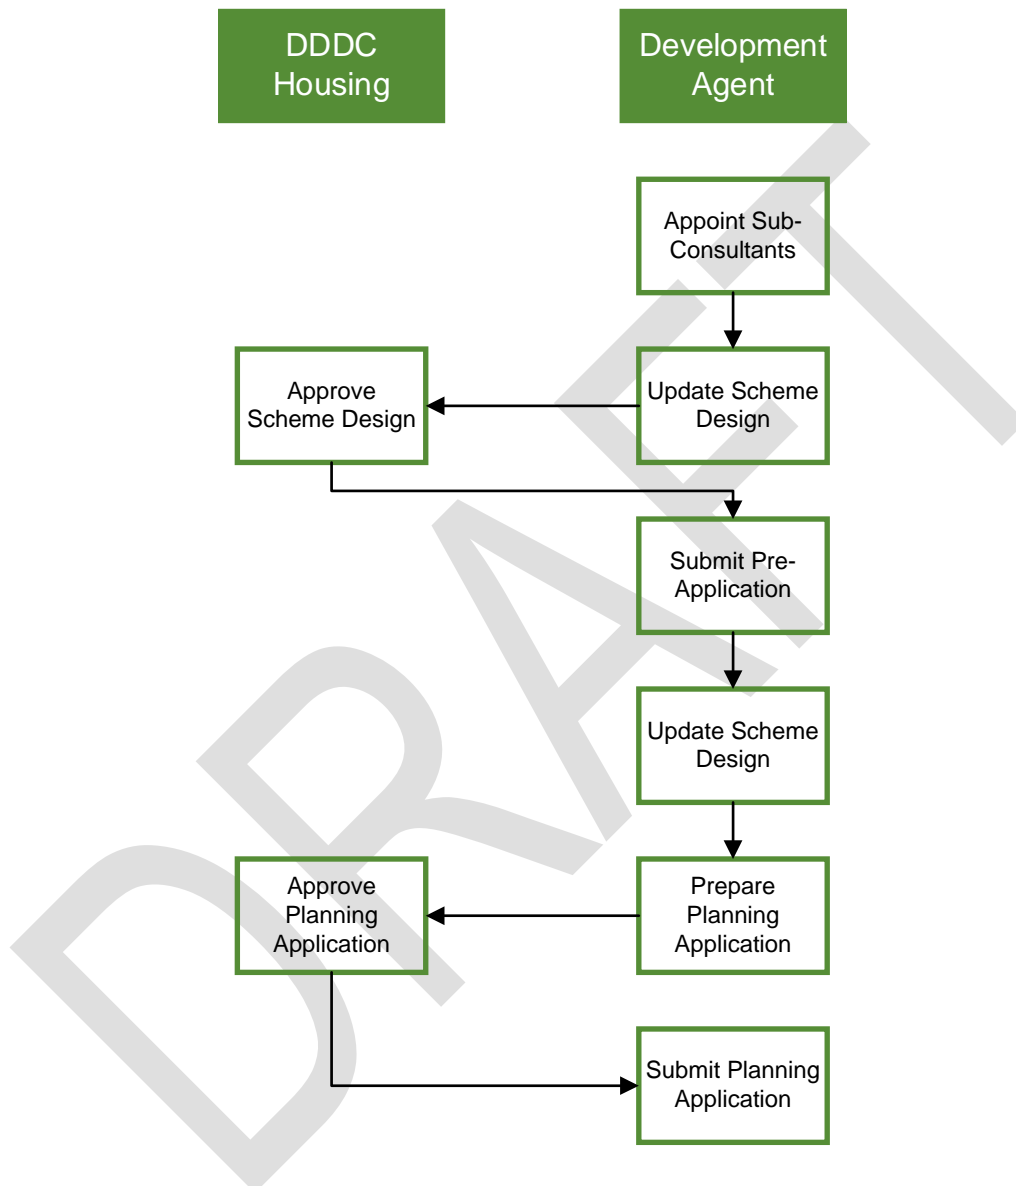 DDDC
Housing
Development
Agent
Appoint Sub-
Consultants
Approve
Scheme Design
Update Scheme
Design
Submit Pre-
Application
Update Scheme
Design
Approve
Planning
Application
Prepare
Planning
Application
Submit Planning
Application
DRAFT